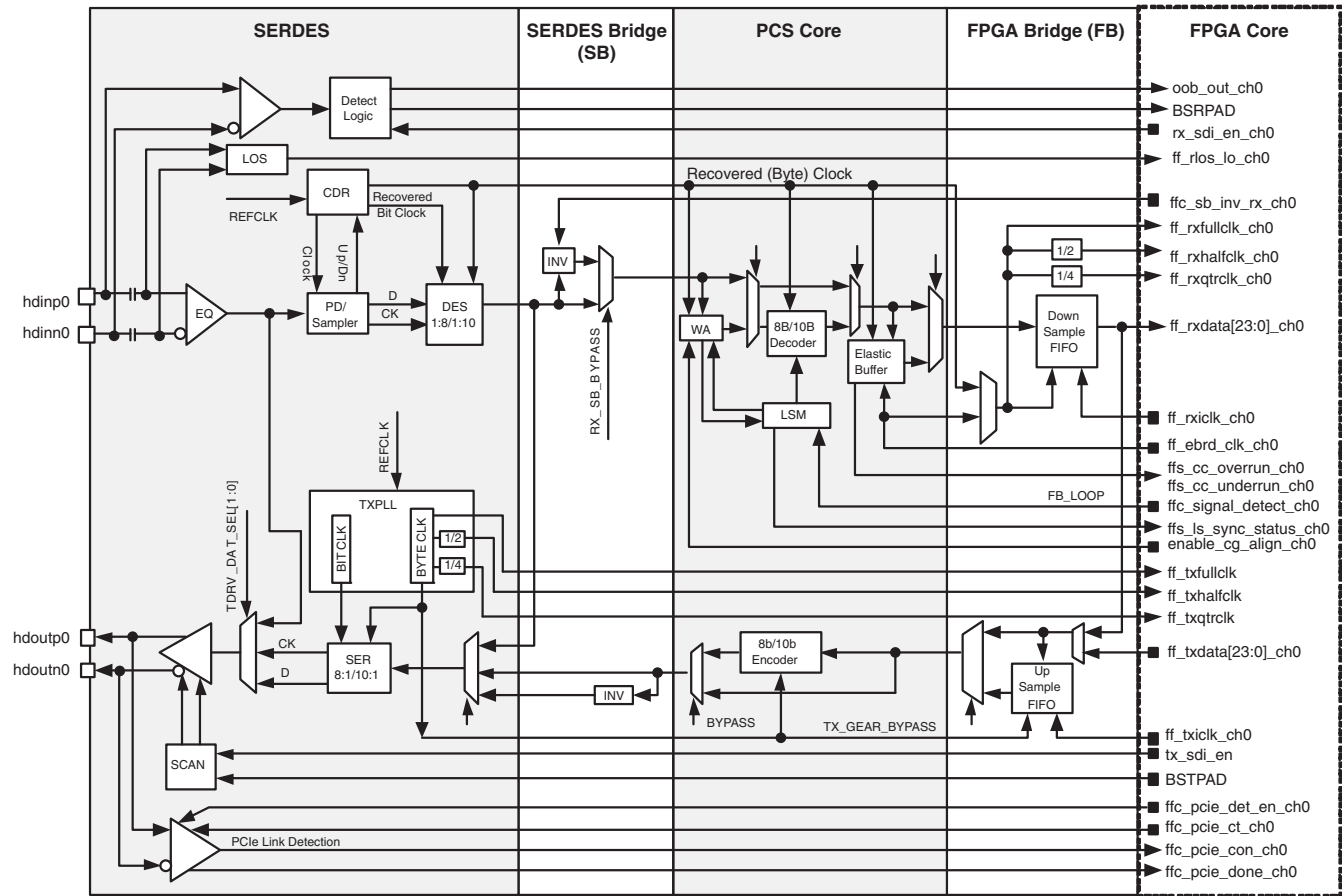 SERDES
SERDES Bridge
(SB)
PCS Core
FPGA Bridge (FB)
FPGA Core
Detect
Logic
oob_out_ch0
BSRPAD
rx_sdi_en_ch0
LOS
ff_rlos_lo_ch0
CDR
Recovered (Byte) Clock
Recovered
Bit Clock
REFCLK
ffc_sb_inv_rx_ch0
ff_rxfullclk_ch0
Clock
Up/Dn
INV
1/2
ff_rxhalfclk_ch0
1/4
ff_rxqtrclk_ch0
hdinp0
hdinn0
EQ
PD/
Sampler
D
CK
DES
1:8/1:10
WA
8B/10B
Decoder
Elastic
Buffer
Down
Sample
FIFO
ff_rxdata[23:0]_ch0
RX_SB_BYPASS
LSM
ff_rxiclk_ch0
ff_ebrd_clk_ch0
REFCLK
ffs_cc_overrun_ch0
ffs_cc_underrun_ch0
FB_LOOP
ffc_signal_detect_ch0
TDRV_DAT_SEL[1:0]
TXPLL
BIT CLK
BYTE CLK
1/2
1/4
ffs_ls_sync_status_ch0
enable_cg_align_ch0
ff_txfullclk
ff_txhalfclk
ff_txqtrclk
hdoutp0
hdoutn0
CK
D
SER
8:1/10:1
INV
8b/10b
Encoder
Up
Sample
FIFO
ff_txdata[23:0]_ch0
BYPASS
TX_GEAR_BYPASS
ff_txiclk_ch0
SCAN
tx_sdi_en
BSTPAD
ffc_pcie_det_en_ch0
ffc_pcie_ct_ch0
PCIe Link Detection
ffc_pcie_con_ch0
ffc_pcie_done_ch0